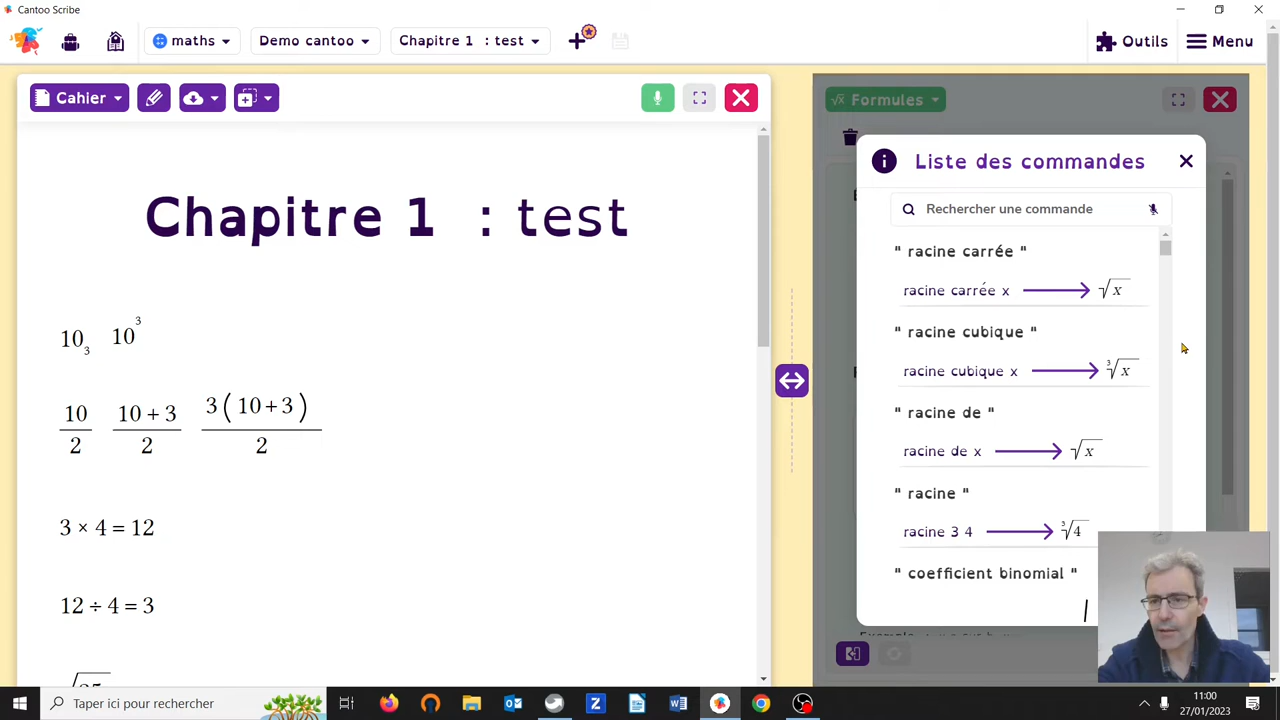 Cantoo Scribe
maths Demo cantoo Chapitre 1 : test Outils Menu
Cahier
Chapitre 1 : test
10₃ 10³
10/2 (10 + 3)/2 3(10+3)/2
3 × 4 = 12
12 ÷ 4 = 3
√x Formules
Liste des commandes
Rechercher une commande
" racine carrée "
racine carrée x √x
" racine cubique "
racine cubique x ³√x
" racine de "
racine de x √x
" racine "
racine 3 4 ³√4
" coefficient binomial "
Taper ici pour rechercher
11:00
27/01/2023